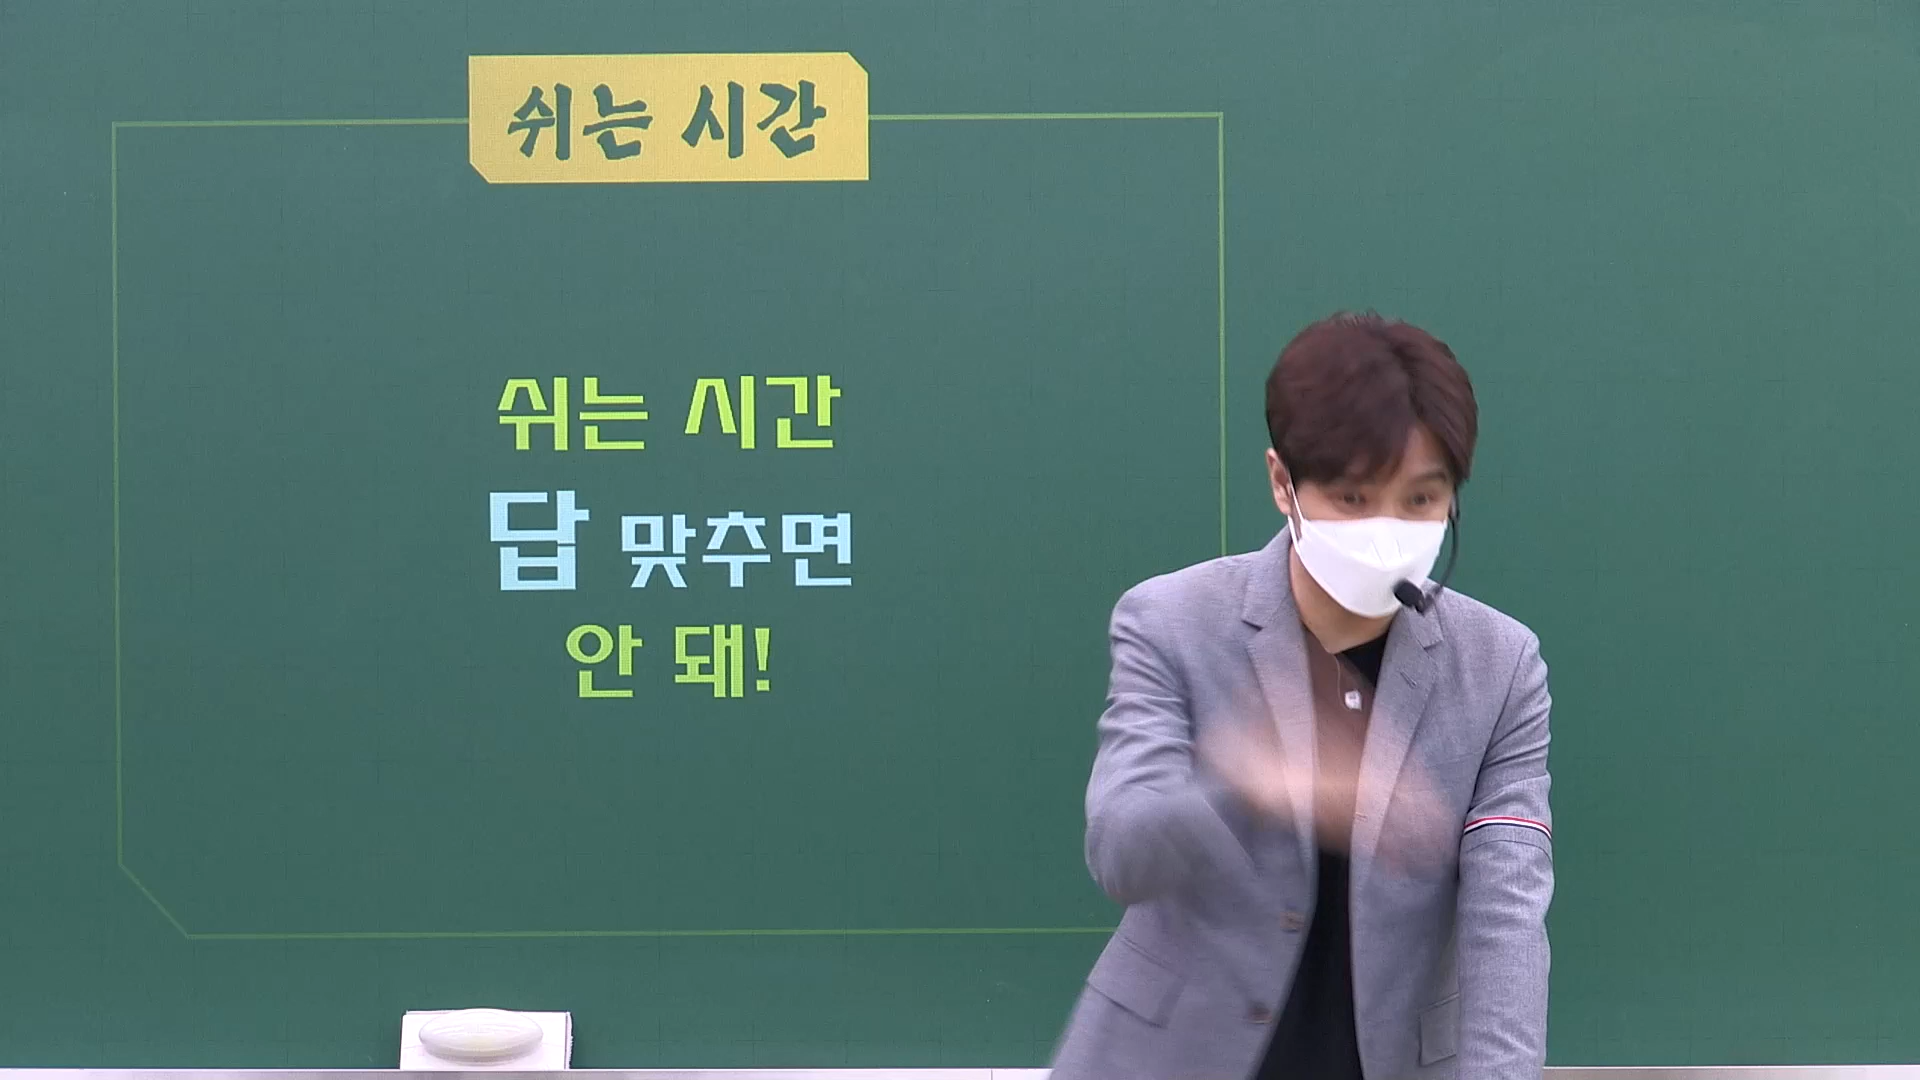 쉬는 시간
쉬는 시간
답 맞추면
안 돼!